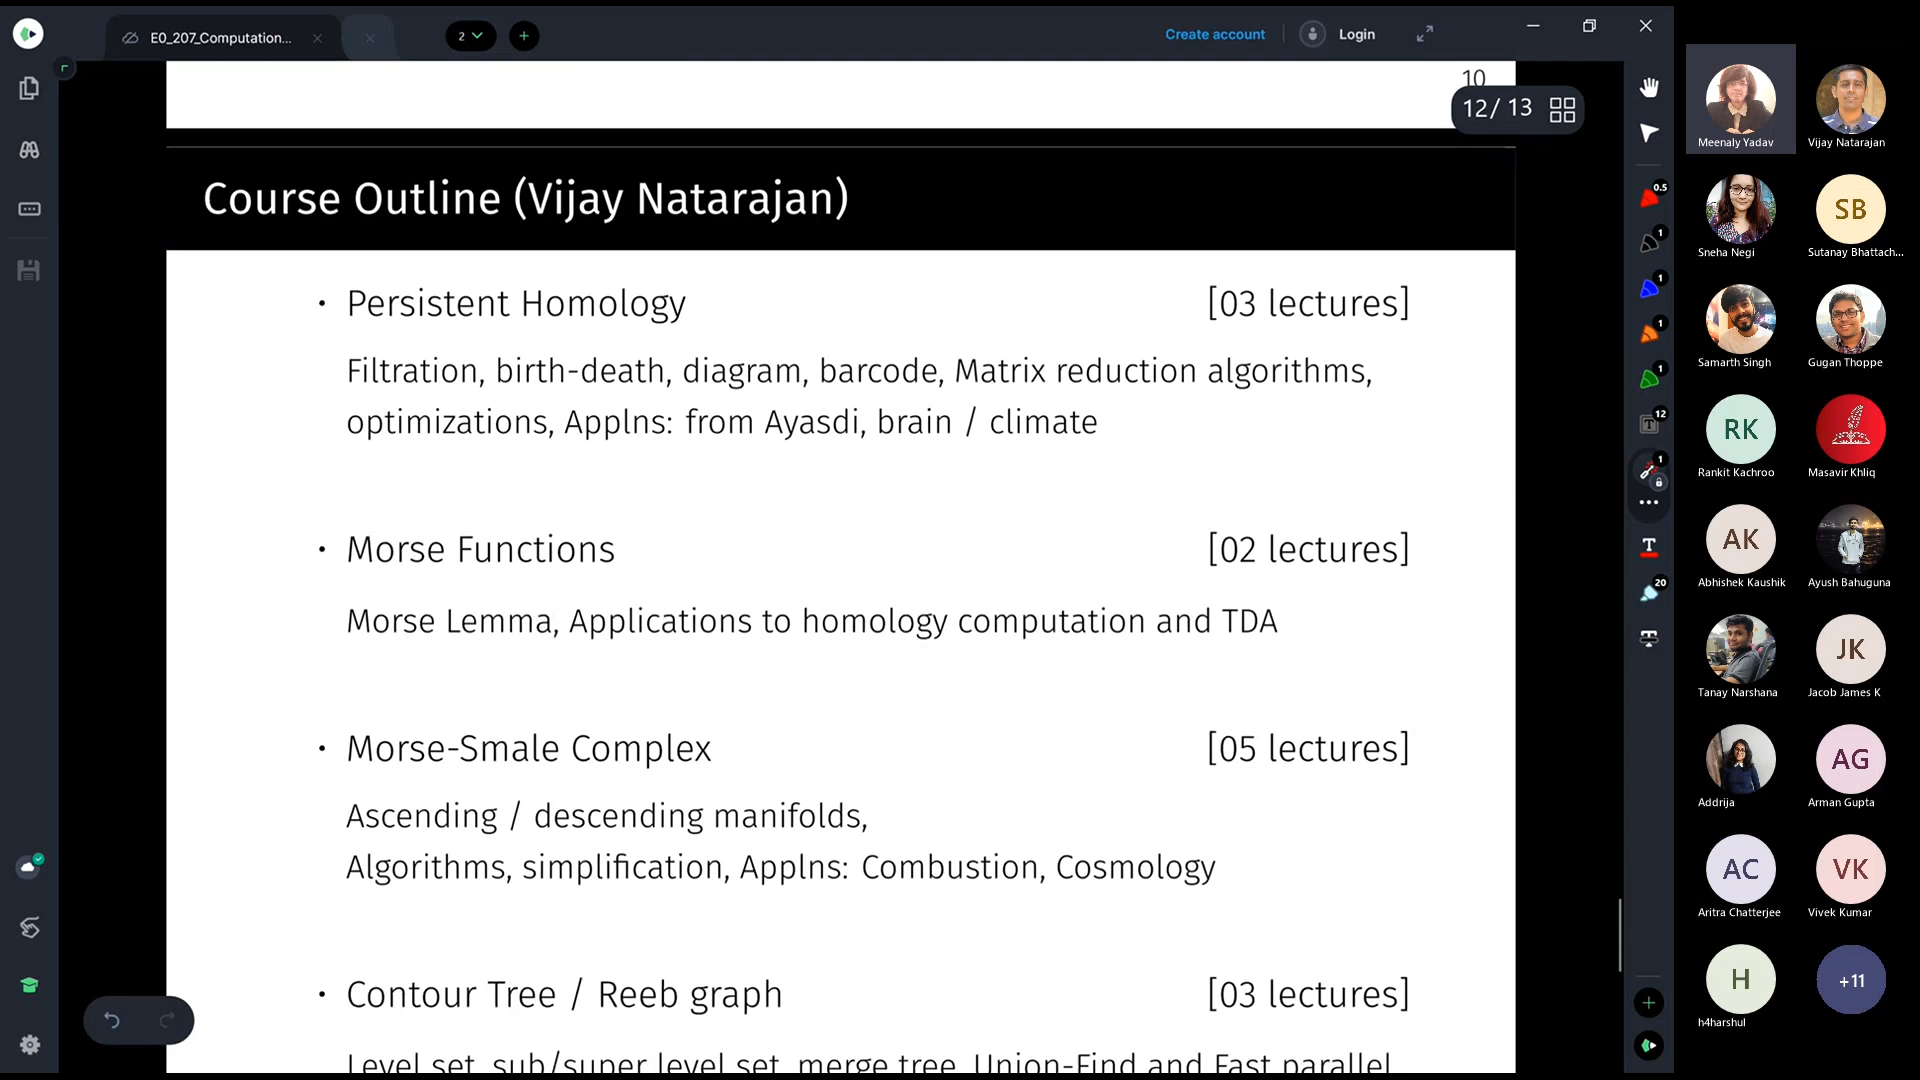 E0_207_Computation...
2
Create account
Login
10
12/ 13
Course Outline (Vijay Natarajan)
• Persistent Homology [03 lectures]
Filtration, birth-death, diagram, barcode, Matrix reduction algorithms,
optimizations, Applns: from Ayasdi, brain / climate
• Morse Functions [02 lectures]
Morse Lemma, Applications to homology computation and TDA
• Morse-Smale Complex [05 lectures]
Ascending / descending manifolds,
Algorithms, simplification, Applns: Combustion, Cosmology
• Contour Tree / Reeb graph [03 lectures]
Level set, sub/super level set, merge tree, Union-Find and Fast parallel
0.5
1
1
1
1
12
T
1
T
20
Meenaly Yadav
Vijay Natarajan
Sneha Negi
SB
Sutanay Bhattach...
Samarth Singh
Gugan Thoppe
RK
Rankit Kachroo
Masavir Khliq
AK
Abhishek Kaushik
Ayush Bahuguna
Tanay Narshana
JK
Jacob James K
Addrija
AG
Arman Gupta
AC
Aritra Chatterjee
VK
Vivek Kumar
H
h4harshul
+11